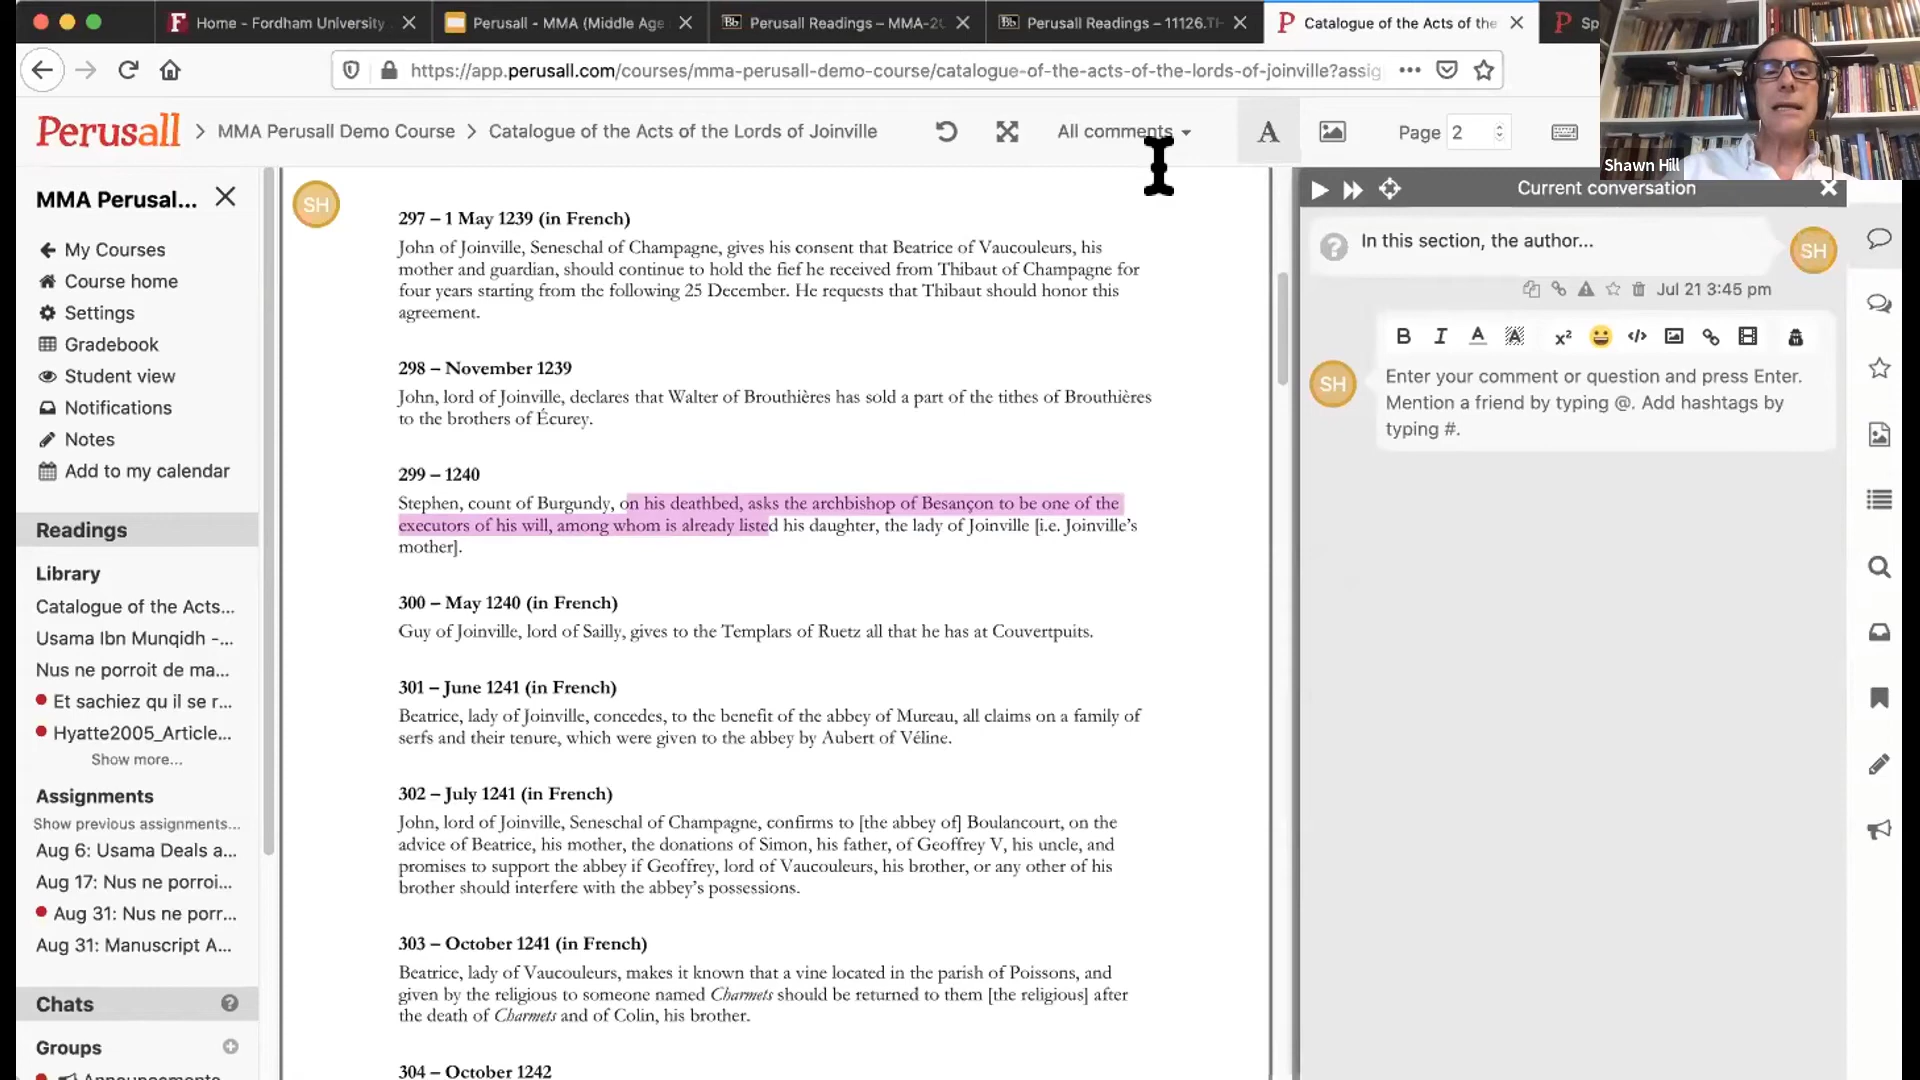 Home – Fordham University
Perusall - MMA (Middle Age
Bb Perusall Readings – MMA-20
Bb Perusall Readings – 11126.TH
Catalogue of the Acts of the
Sp
https://app.perusall.com/courses/mma-perusall-demo-course/catalogue-of-the-acts-of-the-lords-of-joinville?assig
Perusall > MMA Perusall Demo Course > Catalogue of the Acts of the Lords of Joinville
All comments
A
Page 2
Shawn Hill
MMA Perusal...
My Courses
Course home
Settings
Gradebook
Student view
Notifications
Notes
Add to my calendar
Readings
Library
Catalogue of the Acts...
Usama Ibn Munqidh -...
Nus ne porroit de ma...
Et sachiez qu il se r...
Hyatte2005_Article...
Show more...
Assignments
Show previous assignments...
Aug 6: Usama Deals a...
Aug 17: Nus ne porroi...
Aug 31: Nus ne porr...
Aug 31: Manuscript A...
Chats
Groups
Announcements
SH
297 – 1 May 1239 (in French)
John of Joinville, Seneschal of Champagne, gives his consent that Beatrice of Vaucouleurs, his
mother and guardian, should continue to hold the fief he received from Thibaut of Champagne for
four years starting from the following 25 December. He requests that Thibaut should honor this
agreement.
298 – November 1239
John, lord of Joinville, declares that Walter of Brouthières has sold a part of the tithes of Brouthières
to the brothers of Écurey.
299 – 1240
Stephen, count of Burgundy, on his deathbed, asks the archbishop of Besançon to be one of the
executors of his will, among whom is already listed his daughter, the lady of Joinville [i.e. Joinville's
mother].
300 – May 1240 (in French)
Guy of Joinville, lord of Sailly, gives to the Templars of Ruetz all that he has at Couvertpuits.
301 – June 1241 (in French)
Beatrice, lady of Joinville, concedes, to the benefit of the abbey of Mureau, all claims on a family of
serfs and their tenure, which were given to the abbey by Aubert of Véline.
302 – July 1241 (in French)
John, lord of Joinville, Seneschal of Champagne, confirms to [the abbey of] Boulancourt, on the
advice of Beatrice, his mother, the donations of Simon, his father, of Geoffrey V, his uncle, and
promises to support the abbey if Geoffrey, lord of Vaucouleurs, his brother, or any other of his
brother should interfere with the abbey's possessions.
303 – October 1241 (in French)
Beatrice, lady of Vaucouleurs, makes it known that a vine located in the parish of Poissons, and
given by the religious to someone named Charmets should be returned to them [the religious] after
the death of Charmets and of Colin, his brother.
304 – October 1242
Current conversation
In this section, the author...
SH
Jul 21 3:45 pm
B I A x²
SH
Enter your comment or question and press Enter.
Mention a friend by typing @. Add hashtags by
typing #.